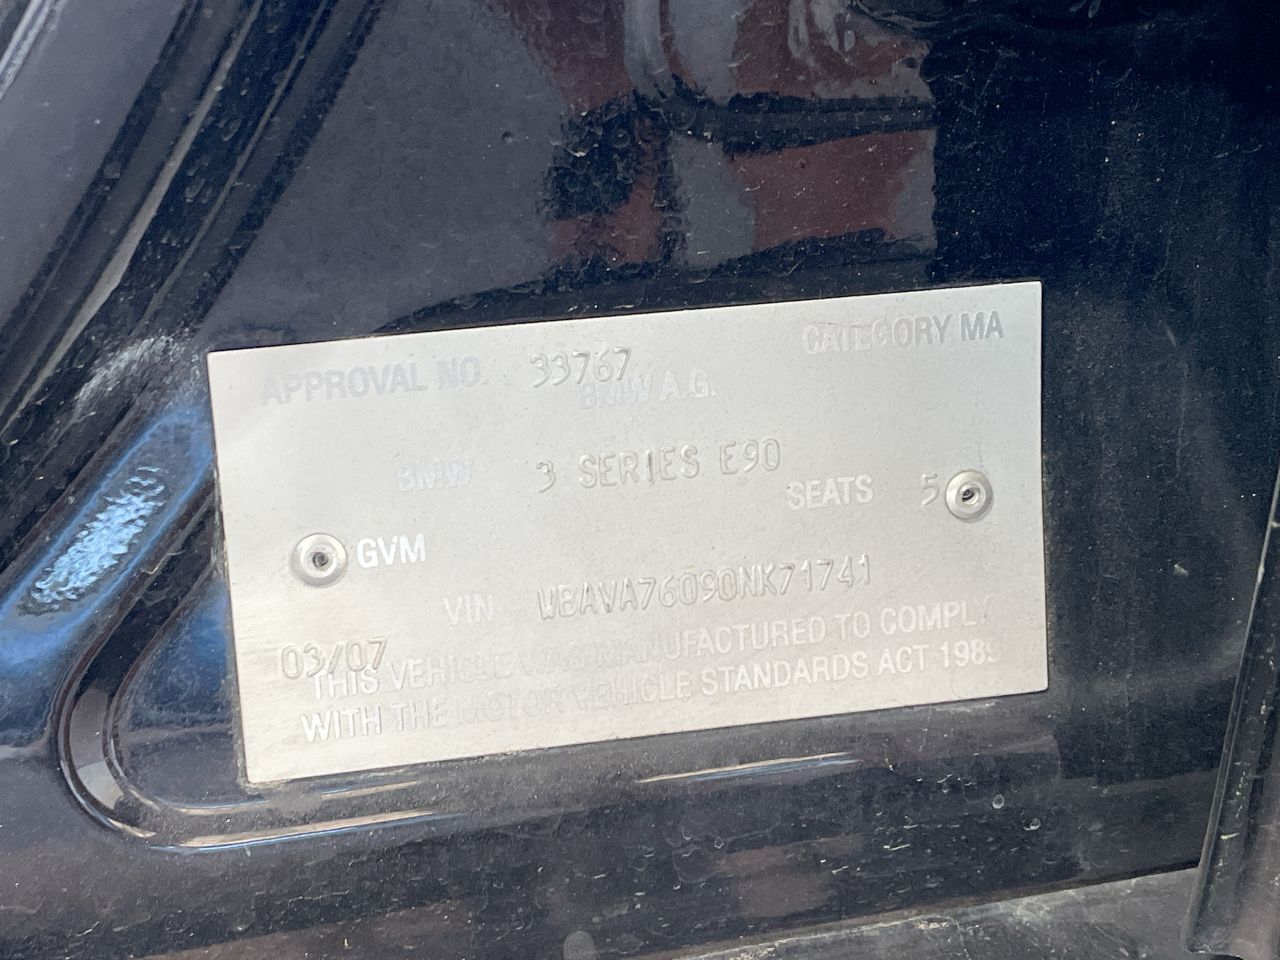 APPROVAL NO. 33767 CATEGORY MA
BMW A.G.
BMW 3 SERIES E90
SEATS 5
GVM
VIN WBAVA76090NK71741
03/07
THIS VEHICLE WAS MANUFACTURED TO COMPLY
WITH THE MOTOR VEHICLE STANDARDS ACT 1989